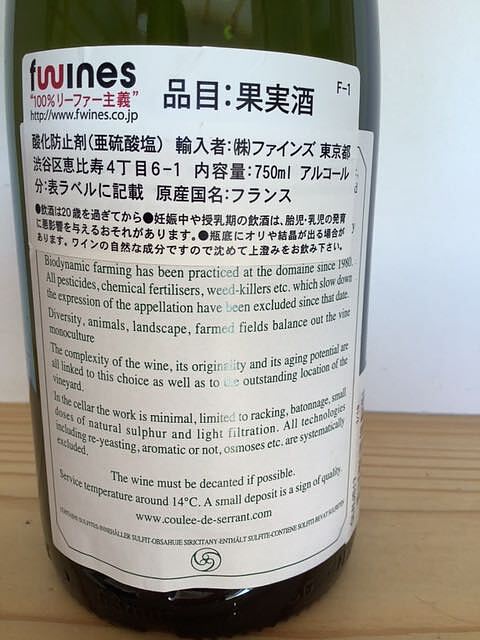 fwines
"100%リーファー主義"
http://www.fwines.co.jp
品目：果実酒
F-1
酸化防止剤(亜硫酸塩) 輸入者：㈱ファインズ 東京都
渋谷区恵比寿4丁目6-1 内容量：750ml アルコール
分：表ラベルに記載 原産国名：フランス
●飲酒は20歳を過ぎてから●妊娠中や授乳期の飲酒は、胎児・乳児の発育
に悪影響を与えるおそれがあります。●瓶底にオリや結晶が出る場合が
あります。ワインの自然な成分ですので沈めて上澄みをお飲み下さい。
Biodynamic farming has been practiced at the domaine since 1980.
All pesticides, chemical fertilisers, weed-killers etc. which slow down
the expression of the appellation have been excluded since that date.
Diversity, animals, landscape, farmed fields balance out the vine
monoculture
The complexity of the wine, its originality and its aging potential are
all linked to this choice as well as to the outstanding location of the
vineyard.
In the cellar the work is minimal, limited to racking, batonnage, small
doses of natural sulphur and light filtration. All technologies
including re-yeasting, aromatic or not, osmoses etc. are systematically
excluded.
The wine must be decanted if possible.
Service temperature around 14°C. A small deposit is a sign of quality.
www.coulee-de-serrant.com
SULFITES-INNEHÅLLER SULFIT-OBSAHUJE SIRICITANY-ENTHÄLT SULFITE-CONTIENE SOLFITI